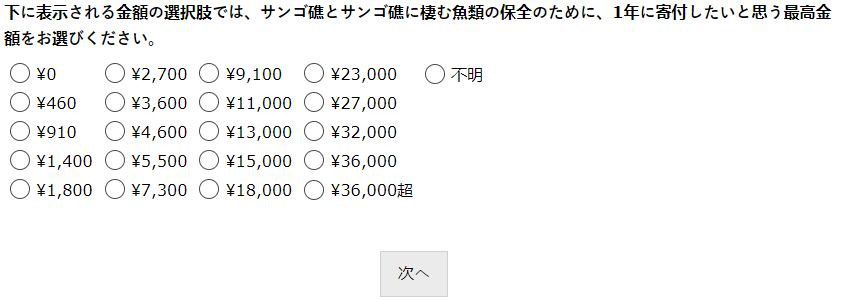 下に表示される金額の選択肢では、サンゴ礁とサンゴ礁に棲む魚類の保全のために、1年に寄付したいと思う最高金
額をお選びください。
¥0 ¥2,700 ¥9,100 ¥23,000 不明
¥460 ¥3,600 ¥11,000 ¥27,000
¥910 ¥4,600 ¥13,000 ¥32,000
¥1,400 ¥5,500 ¥15,000 ¥36,000
¥1,800 ¥7,300 ¥18,000 ¥36,000超
次へ